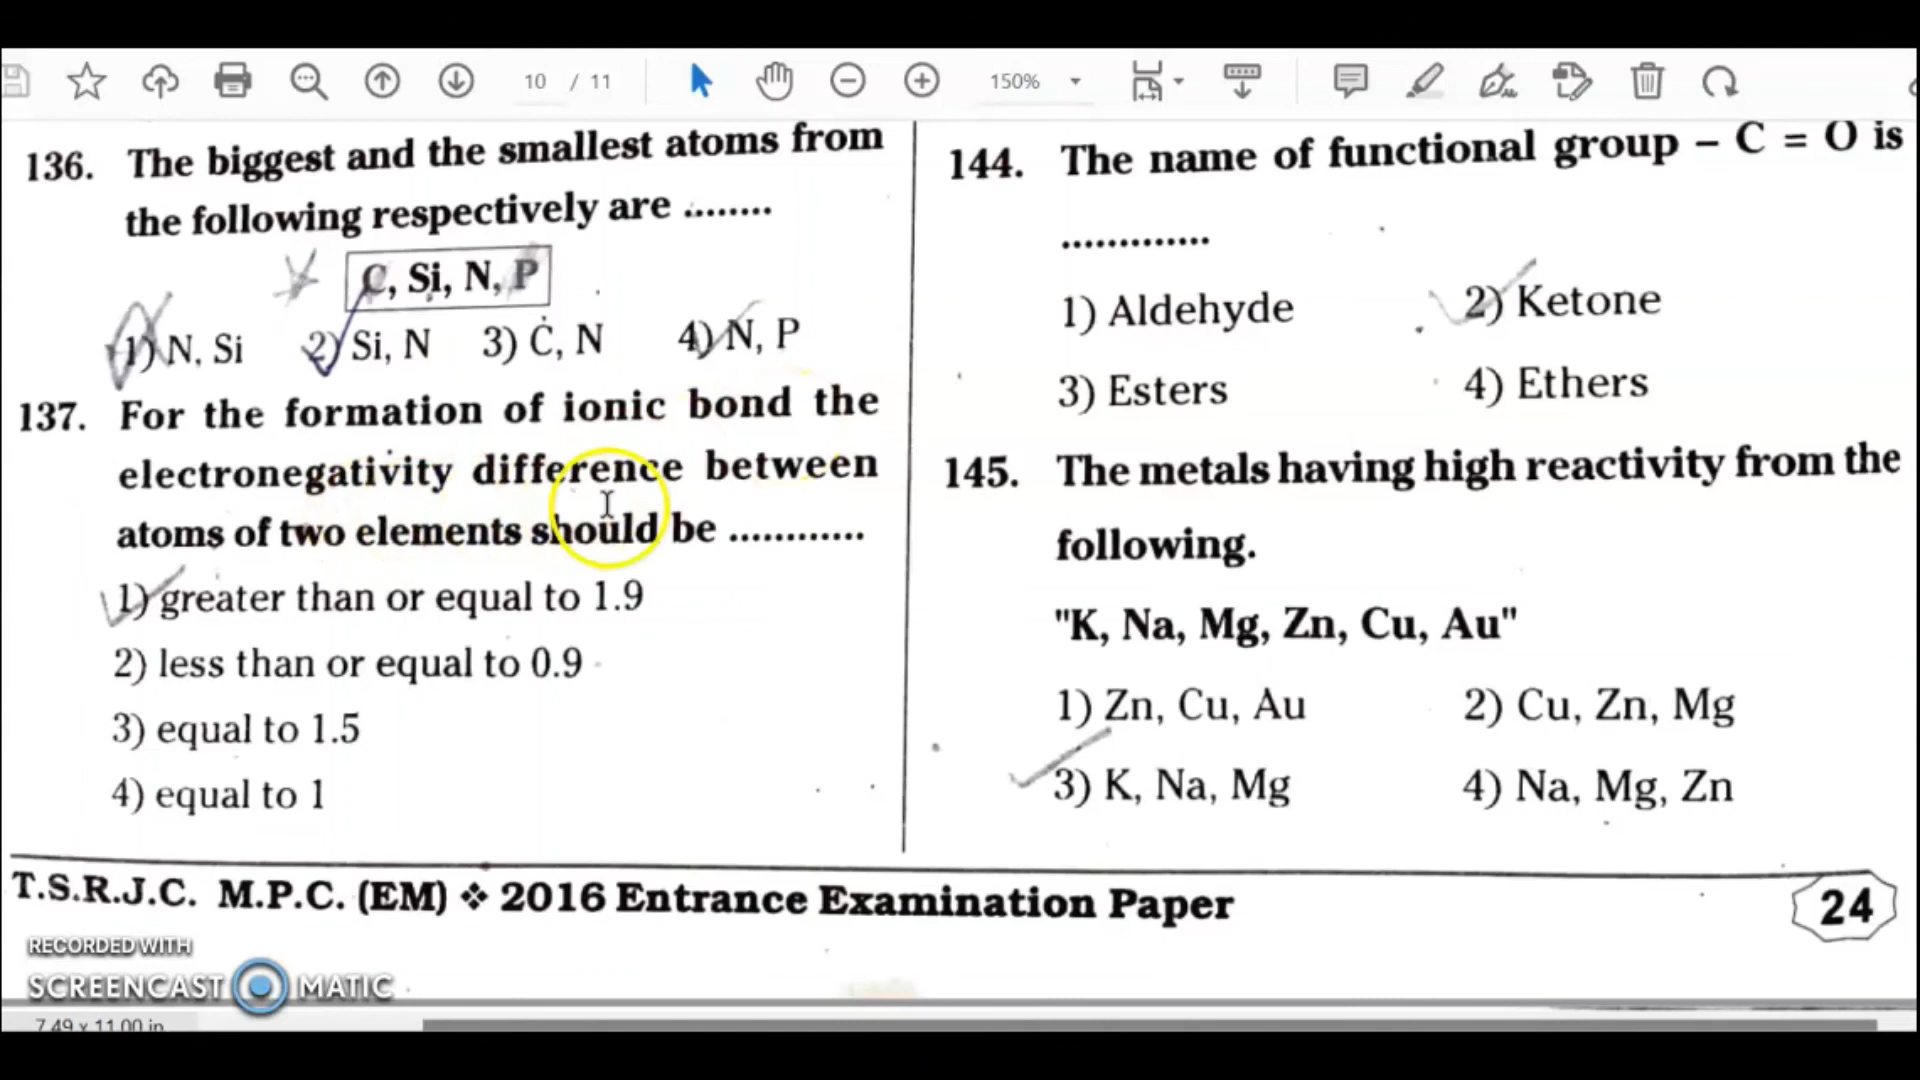 10 / 11
150%
136. The biggest and the smallest atoms from
the following respectively are ........
C, Si, N, P
1) N, Si 2) Si, N 3) C, N 4) N, P
137. For the formation of ionic bond the
electronegativity difference between
atoms of two elements should be ............
1) greater than or equal to 1.9
2) less than or equal to 0.9
3) equal to 1.5
4) equal to 1
144. The name of functional group – C = O is
.............
1) Aldehyde 2) Ketone
3) Esters 4) Ethers
145. The metals having high reactivity from the
following.
"K, Na, Mg, Zn, Cu, Au"
1) Zn, Cu, Au 2) Cu, Zn, Mg
3) K, Na, Mg 4) Na, Mg, Zn
T.S.R.J.C. M.P.C. (EM) ❖ 2016 Entrance Examination Paper
24
RECORDED WITH
SCREENCAST MATIC
7.49 x 11.00 in